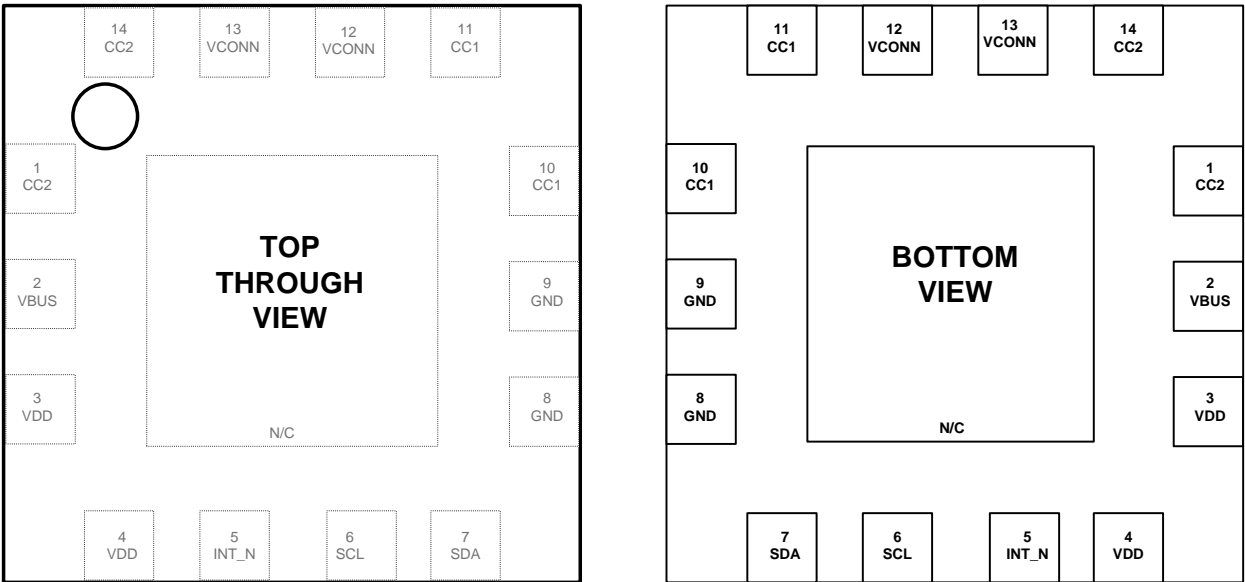 14
CC2
13
VCONN
12
VCONN
11
CC1
1
CC2
10
CC1
2
VBUS
TOP
THROUGH
VIEW
9
GND
3
VDD
8
GND
N/C
4
VDD
5
INT_N
6
SCL
7
SDA
11
CC1
12
VCONN
13
VCONN
14
CC2
10
CC1
1
CC2
9
GND
BOTTOM
VIEW
2
VBUS
8
GND
3
VDD
N/C
7
SDA
6
SCL
5
INT_N
4
VDD